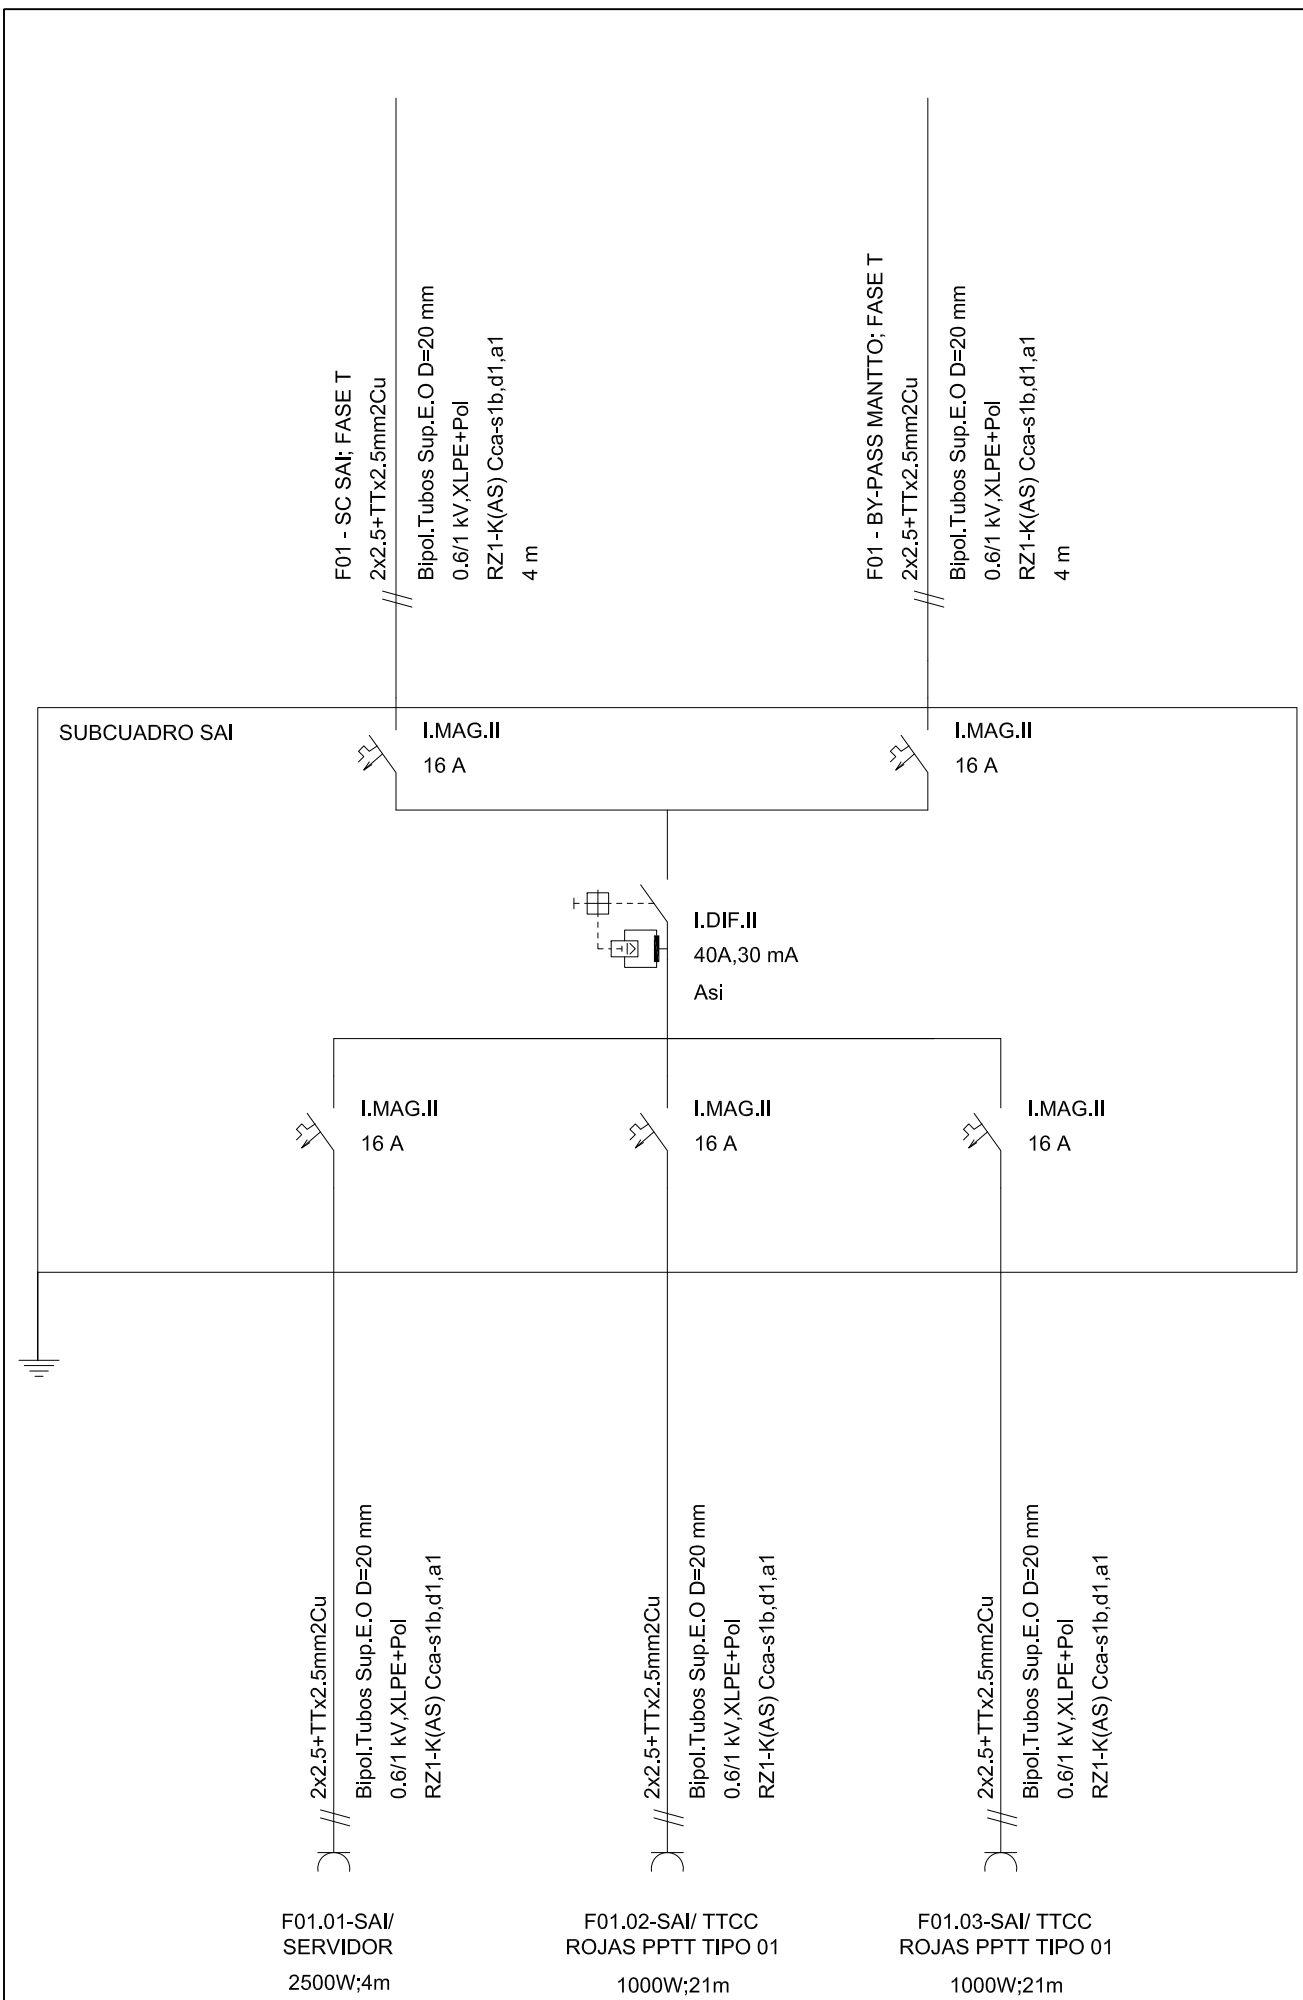 F01 - SC SAI; FASE T
2x2.5+TTx2.5mm2Cu
Bipol.Tubos Sup.E.O D=20 mm
0.6/1 kV,XLPE+Pol
RZ1-K(AS) Cca-s1b,d1,a1
4 m
F01 - BY-PASS MANTTO; FASE T
2x2.5+TTx2.5mm2Cu
Bipol.Tubos Sup.E.O D=20 mm
0.6/1 kV,XLPE+Pol
RZ1-K(AS) Cca-s1b,d1,a1
4 m
SUBCUADRO SAI
I.MAG.II
16 A
I.MAG.II
16 A
I.DIF.II
40A,30 mA
Asi
I.MAG.II
16 A
I.MAG.II
16 A
I.MAG.II
16 A
2x2.5+TTx2.5mm2Cu
Bipol.Tubos Sup.E.O D=20 mm
0.6/1 kV,XLPE+Pol
RZ1-K(AS) Cca-s1b,d1,a1
2x2.5+TTx2.5mm2Cu
Bipol.Tubos Sup.E.O D=20 mm
0.6/1 kV,XLPE+Pol
RZ1-K(AS) Cca-s1b,d1,a1
2x2.5+TTx2.5mm2Cu
Bipol.Tubos Sup.E.O D=20 mm
0.6/1 kV,XLPE+Pol
RZ1-K(AS) Cca-s1b,d1,a1
F01.01-SAI/
SERVIDOR
2500W;4m
F01.02-SAI/ TTCC
ROJAS PPTT TIPO 01
1000W;21m
F01.03-SAI/ TTCC
ROJAS PPTT TIPO 01
1000W;21m